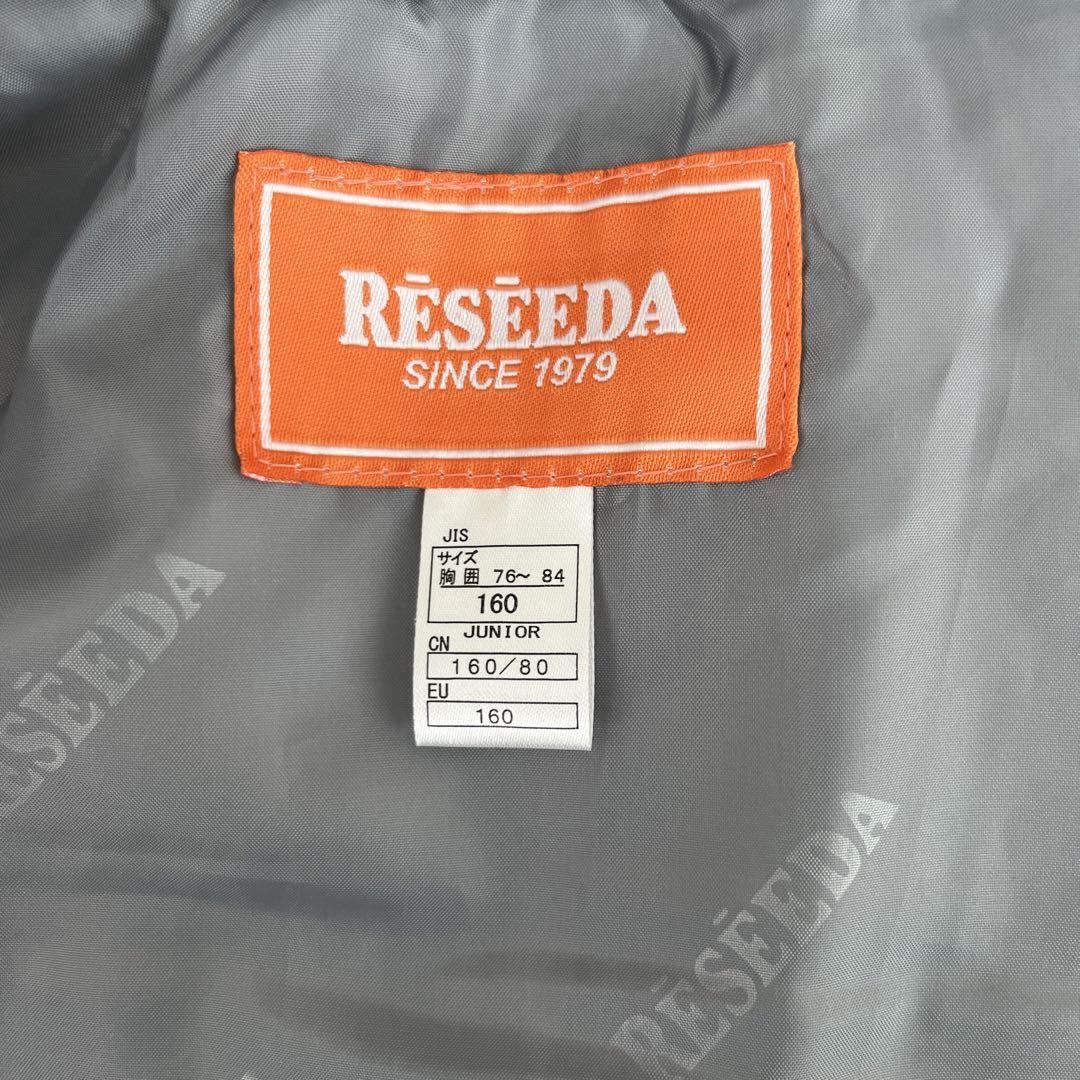 RĒSĒEDA
SINCE 1979
JIS
サイズ
胸囲 76～84
160
JUNIOR
CN
160/80
EU
160
RĒSĒEDA
RĒSĒEDA